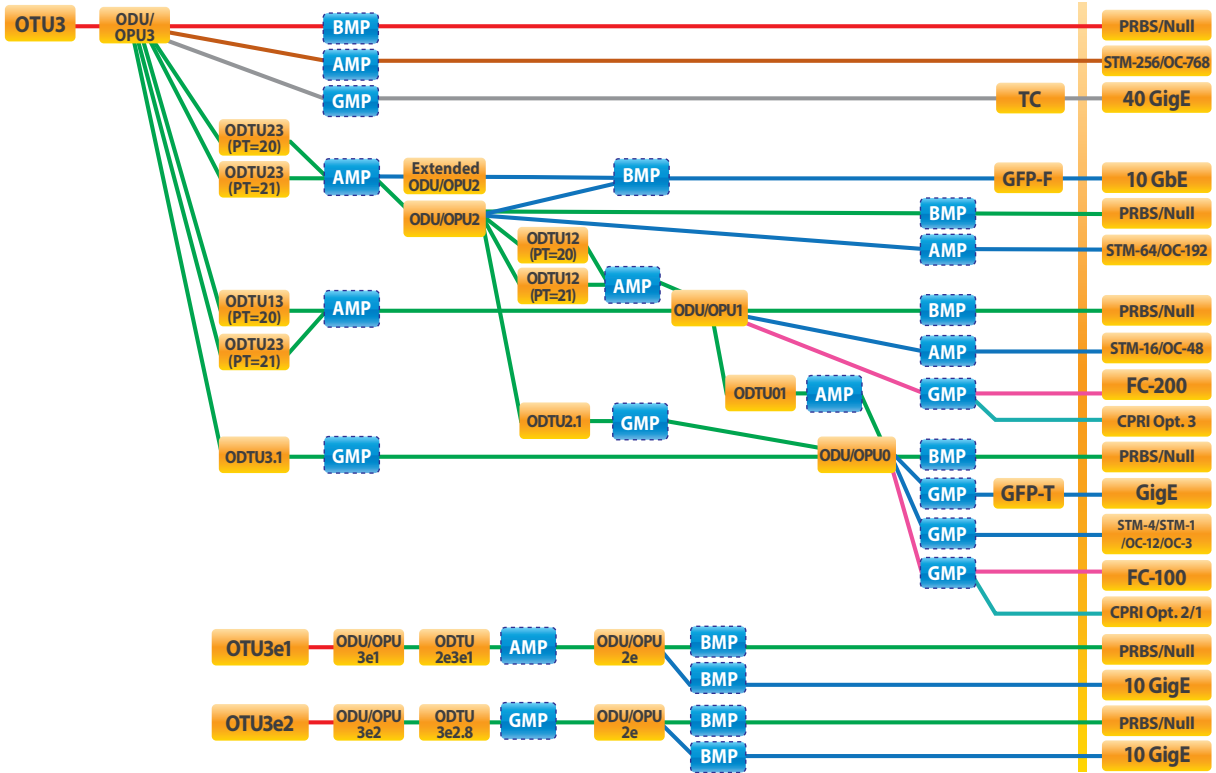 OTU3
ODU/
OPU3
BMP
PRBS/Null
AMP
STM-256/OC-768
GMP
TC
40 GigE
ODTU23
(PT=20)
ODTU23
(PT=21)
AMP
Extended
ODU/OPU2
BMP
GFP-F
10 GbE
ODU/OPU2
BMP
PRBS/Null
ODTU12
(PT=20)
AMP
STM-64/OC-192
ODTU12
(PT=21)
AMP
ODTU13
(PT=20)
AMP
ODU/OPU1
BMP
PRBS/Null
ODTU23
(PT=21)
AMP
STM-16/OC-48
ODTU01
AMP
GMP
FC-200
CPRI Opt. 3
ODTU2.1
GMP
ODTU3.1
GMP
ODU/OPU0
BMP
PRBS/Null
GMP
GFP-T
GigE
GMP
STM-4/STM-1
/OC-12/OC-3
GMP
FC-100
CPRI Opt. 2/1
OTU3e1
ODU/OPU
3e1
ODTU
2e3e1
AMP
ODU/OPU
2e
BMP
PRBS/Null
BMP
10 GigE
OTU3e2
ODU/OPU
3e2
ODTU
3e2.8
GMP
ODU/OPU
2e
BMP
PRBS/Null
BMP
10 GigE